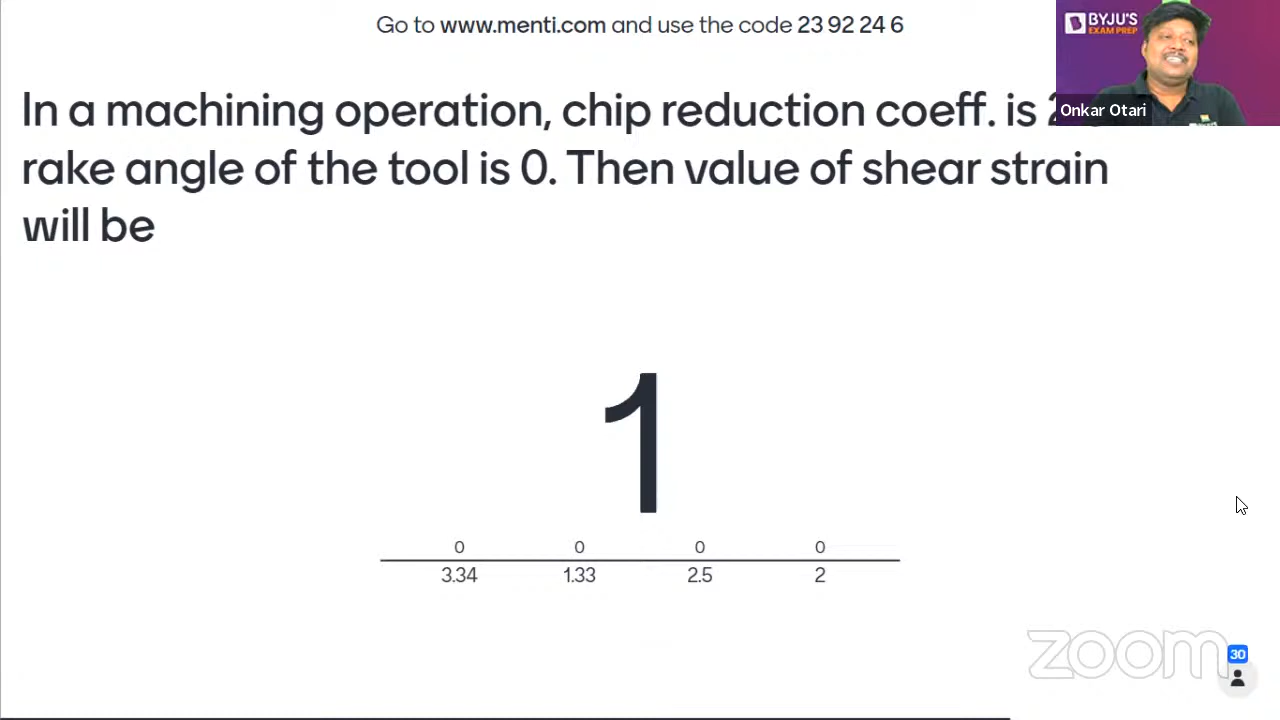 Go to www.menti.com and use the code 23 92 24 6
BYJU'S
EXAM PREP
Onkar Otari
In a machining operation, chip reduction coeff. is
rake angle of the tool is 0. Then value of shear strain
will be
1
0 0 0 0
3.34 1.33 2.5 2
zoom
30